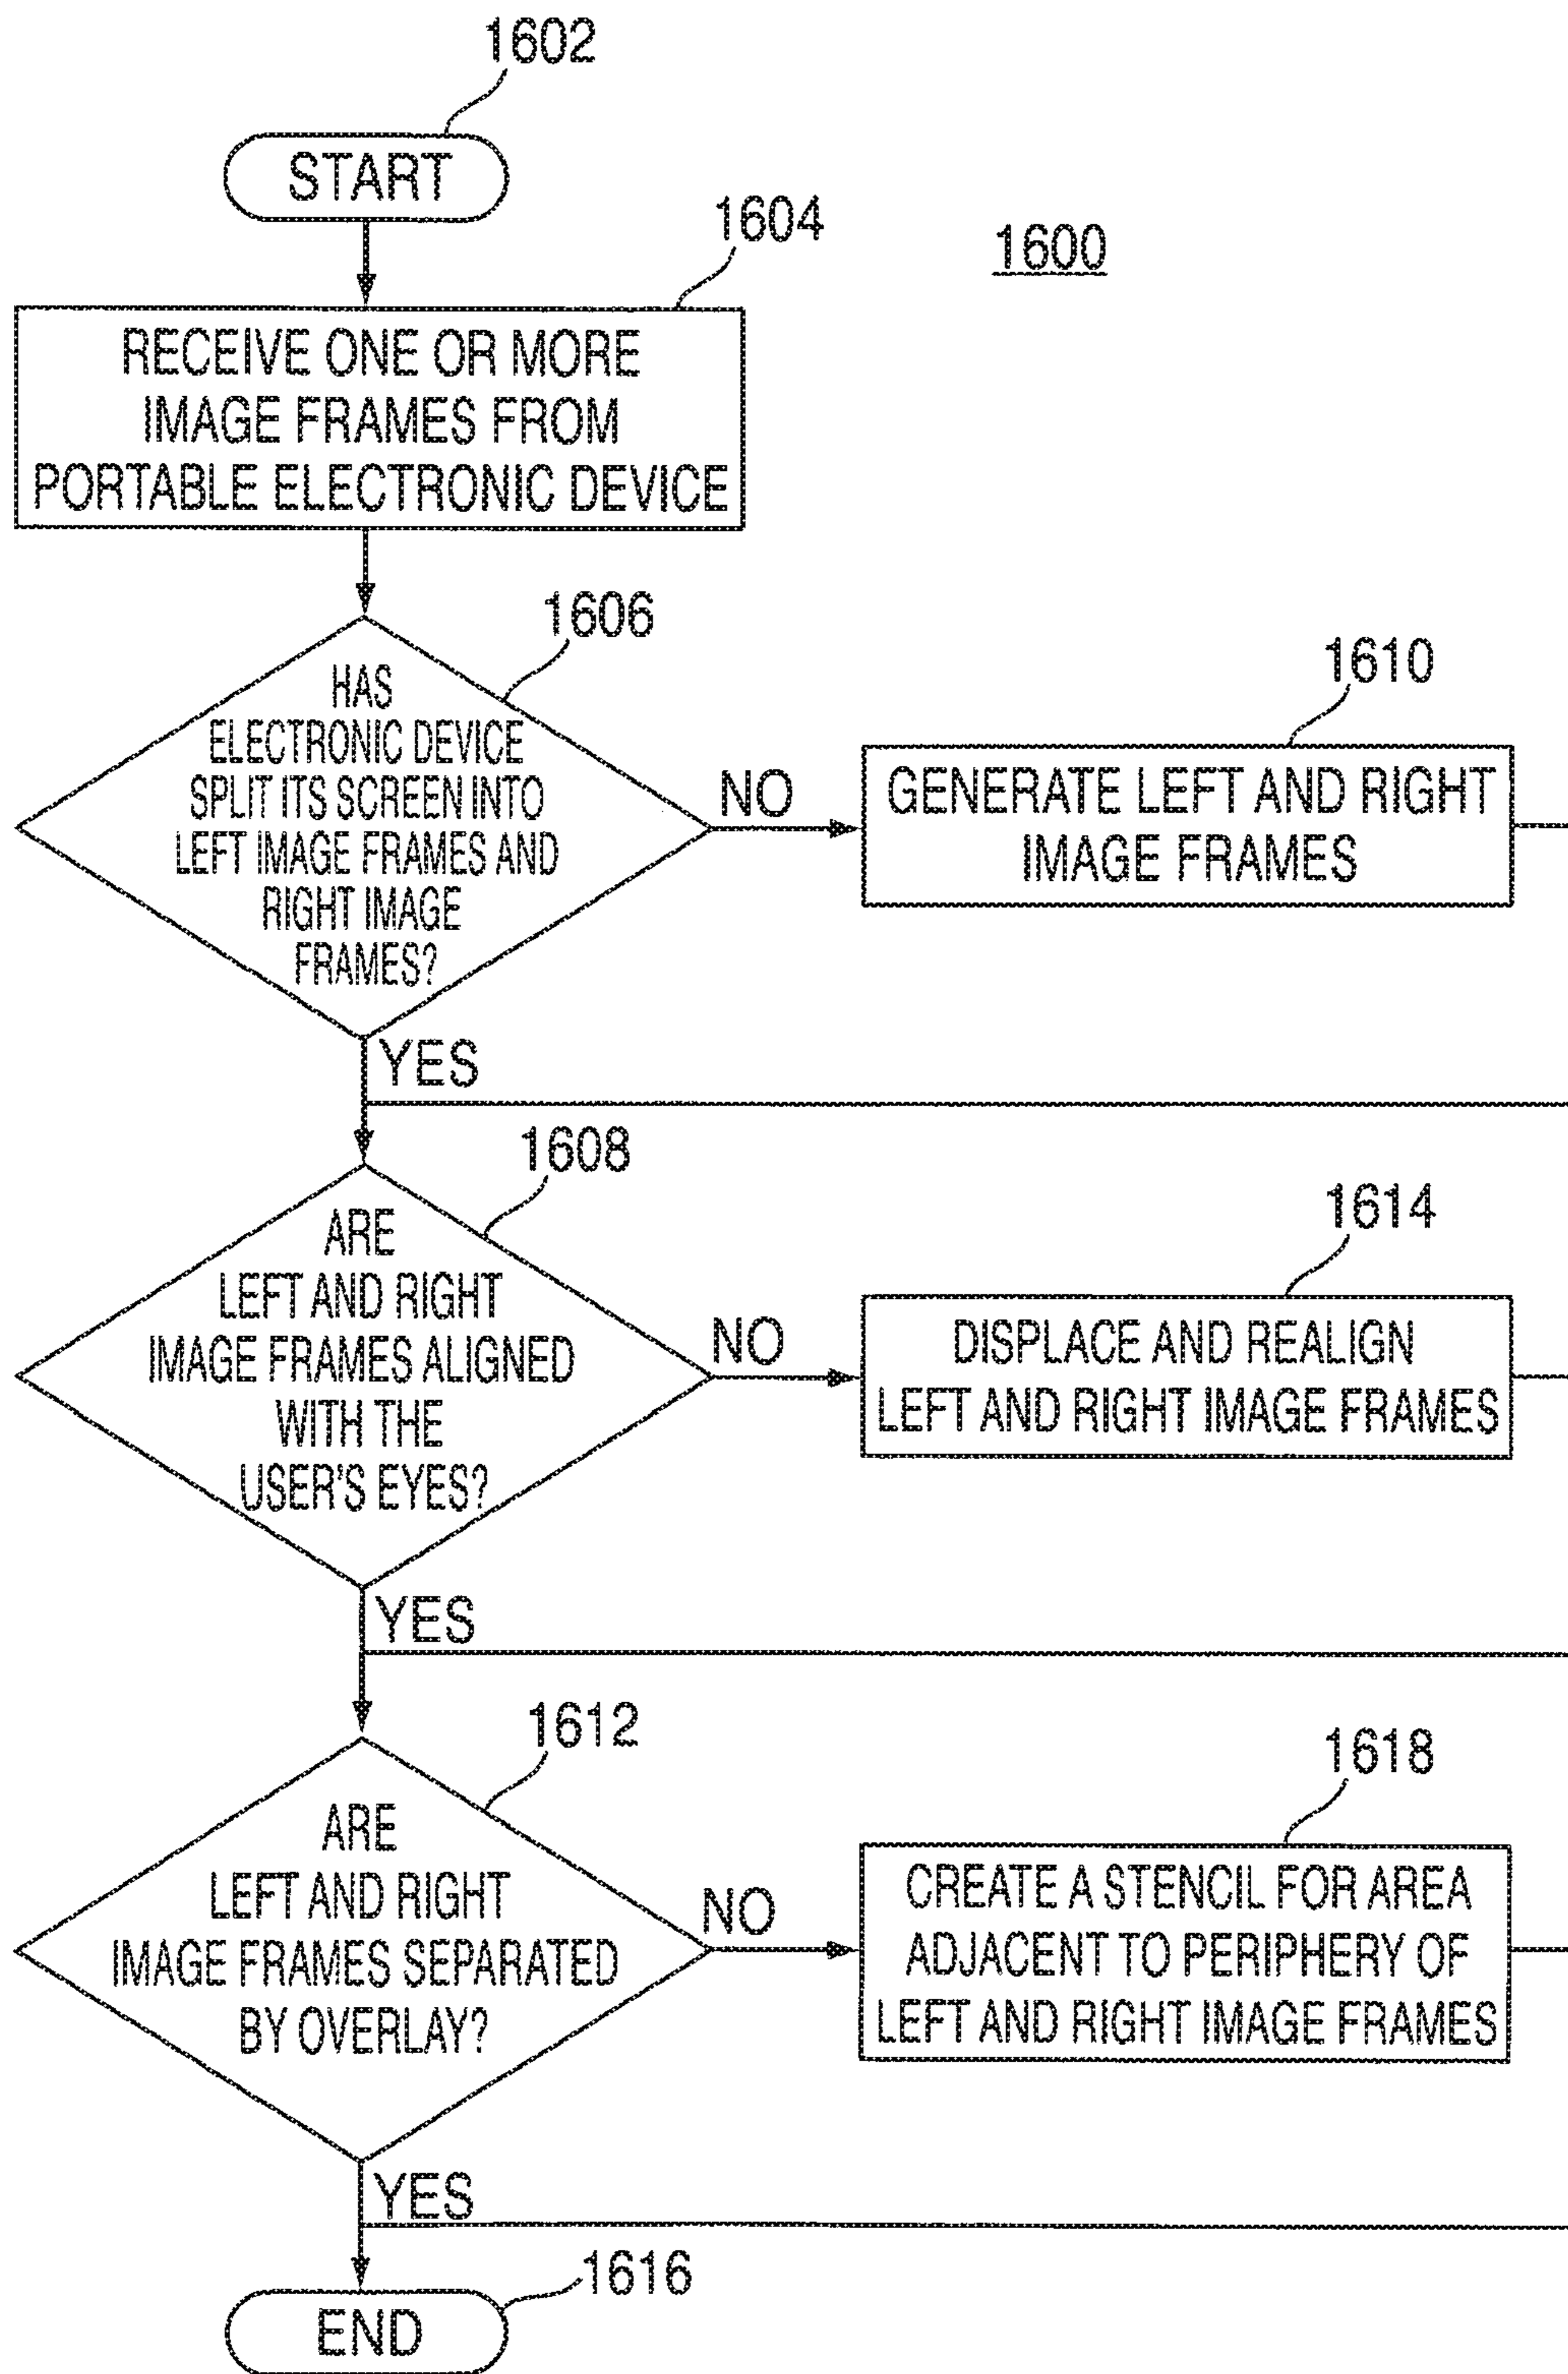 1602
START
1604
1600
RECEIVE ONE OR MORE
IMAGE FRAMES FROM
PORTABLE ELECTRONIC DEVICE
1606
HAS
ELECTRONIC DEVICE
SPLIT ITS SCREEN INTO
LEFT IMAGE FRAMES AND
RIGHT IMAGE
FRAMES?
NO
1610
GENERATE LEFT AND RIGHT
IMAGE FRAMES
YES
1608
ARE
LEFT AND RIGHT
IMAGE FRAMES ALIGNED
WITH THE
USER'S EYES?
NO
1614
DISPLACE AND REALIGN
LEFT AND RIGHT IMAGE FRAMES
YES
1612
ARE
LEFT AND RIGHT
IMAGE FRAMES SEPARATED
BY OVERLAY?
NO
1618
CREATE A STENCIL FOR AREA
ADJACENT TO PERIPHERY OF
LEFT AND RIGHT IMAGE FRAMES
YES
1616
END